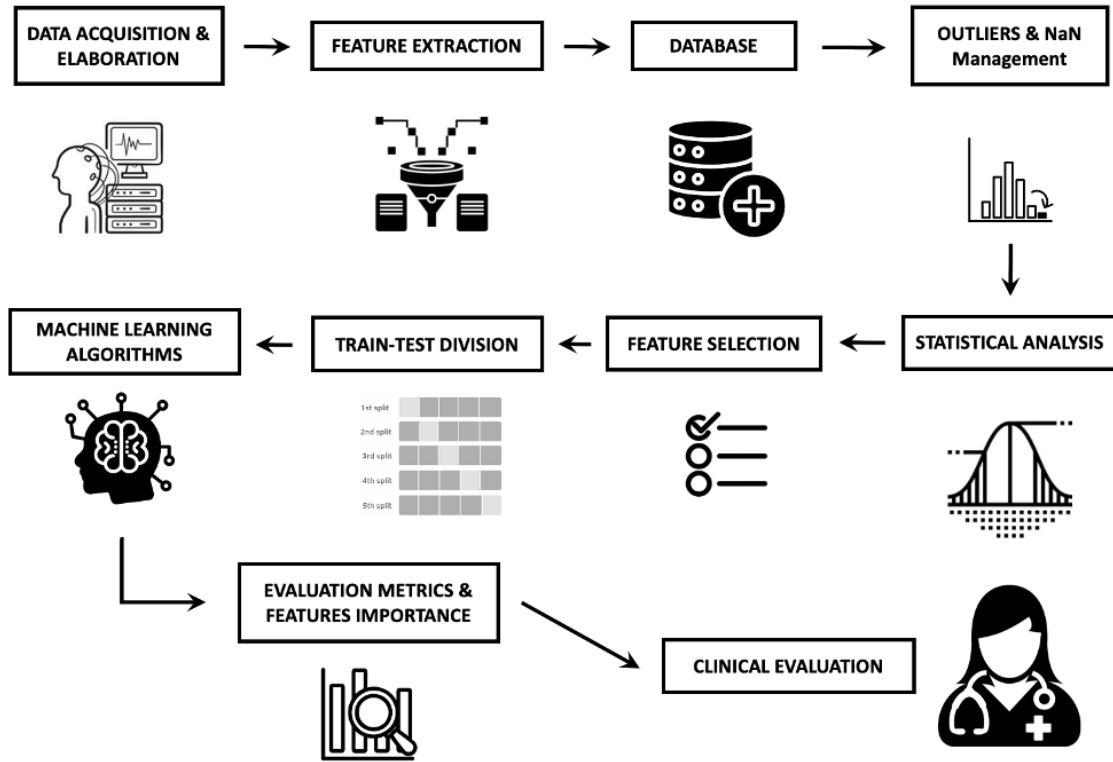 DATA ACQUISITION &
ELABORATION
FEATURE EXTRACTION
DATABASE
OUTLIERS & NaN
Management
MACHINE LEARNING
ALGORITHMS
TRAIN-TEST DIVISION
FEATURE SELECTION
STATISTICAL ANALYSIS
1st split
2nd split
3rd split
4th split
5th split
EVALUATION METRICS &
FEATURES IMPORTANCE
CLINICAL EVALUATION